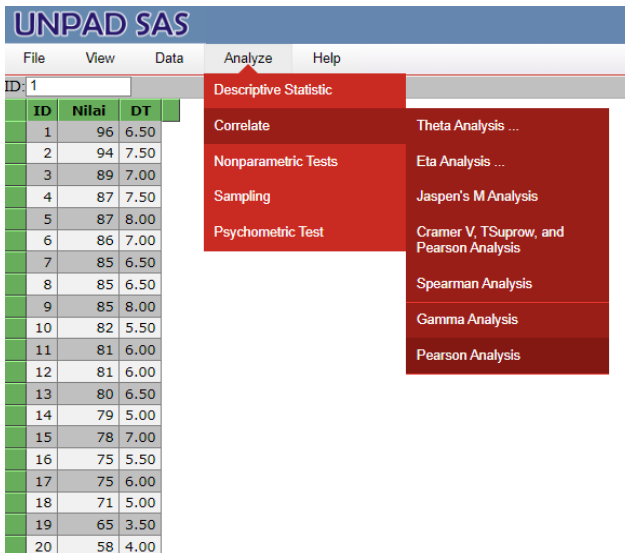 UNPAD SAS
File View Data Analyze Help
ID: 1
Descriptive Statistic
Correlate
Nonparametric Tests
Sampling
Psychometric Test
Theta Analysis ...
Eta Analysis ...
Jaspen's M Analysis
Cramer V, TSuprow, and
Pearson Analysis
Spearman Analysis
Gamma Analysis
Pearson Analysis
ID Nilai DT
1 96 6.50
2 94 7.50
3 89 7.00
4 87 7.50
5 87 8.00
6 86 7.00
7 85 6.50
8 85 6.50
9 85 8.00
10 82 5.50
11 81 6.00
12 81 6.00
13 80 6.50
14 79 5.00
15 78 7.00
16 75 5.50
17 75 6.00
18 71 5.00
19 65 3.50
20 58 4.00